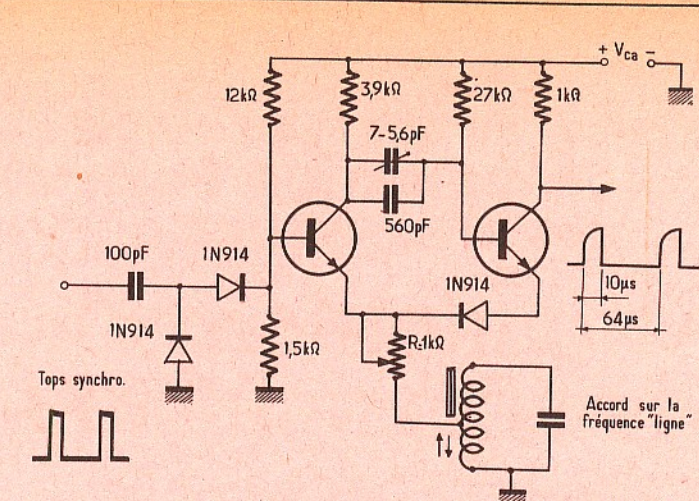 + Vca -
12kΩ
3,9kΩ
27kΩ
1kΩ
7-5,6pF
560pF
100pF
1N914
1N914
1N914
10µs
64µs
1N914
1,5kΩ
R=1kΩ
Tops synchro.
Accord sur la
fréquence "ligne"